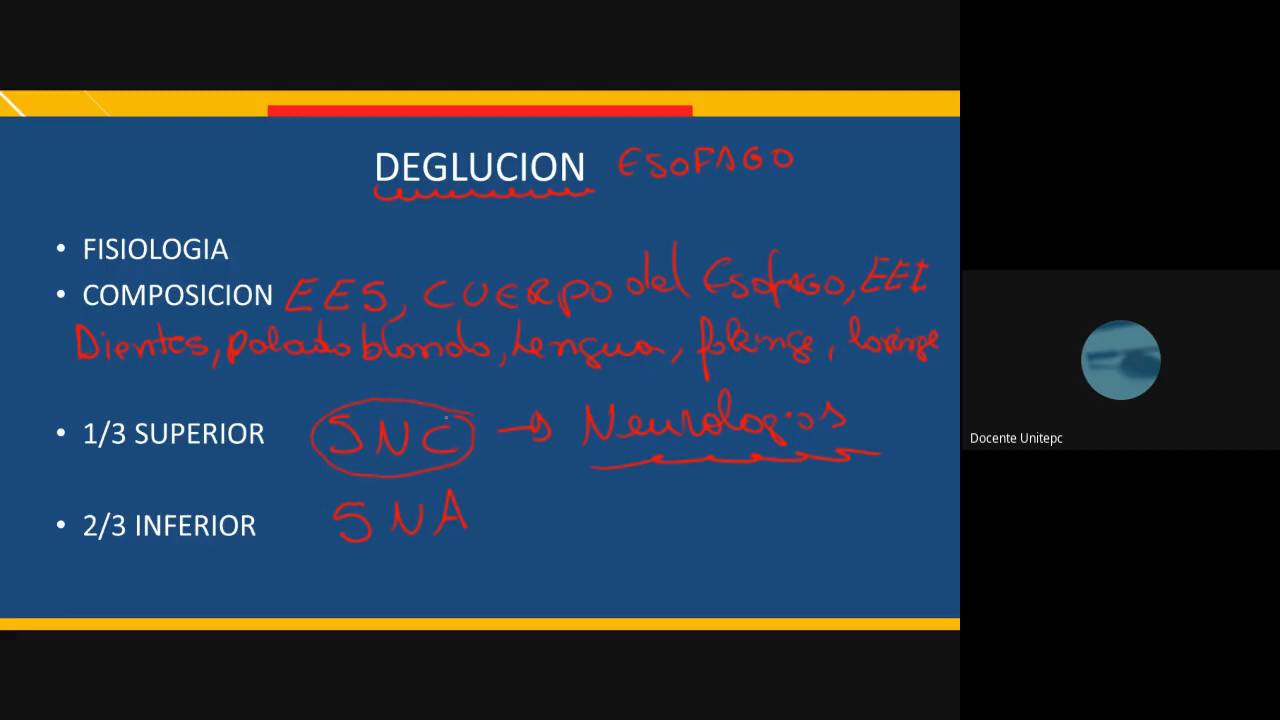 DEGLUCION ESOFAGO
• FISIOLOGIA
• COMPOSICION EES, CUERPO del Esofago, EEI
Dientes, palado blando, Lengua, faringe, laringe
• 1/3 SUPERIOR SNC → Neurologios
• 2/3 INFERIOR SNA
Docente Unitepc